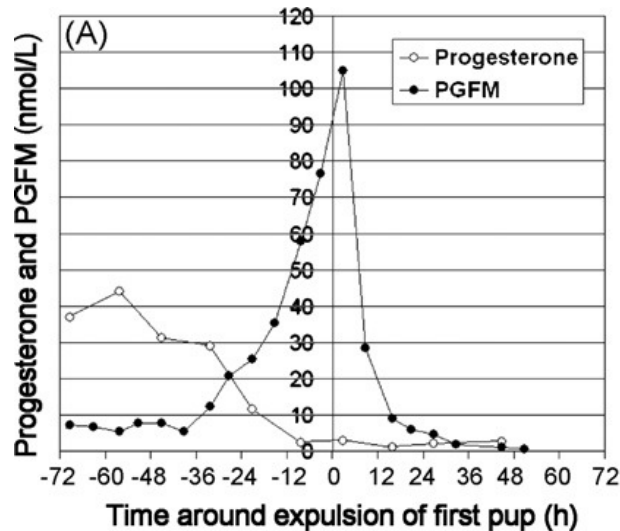 (A)
Progesterone
PGFM
Progesterone and PGFM (nmol/L)
120
110
100
90
80
70
60
50
40
30
20
10
0
-72 -60 -48 -36 -24 -12 0 12 24 36 48 60 72
Time around expulsion of first pup (h)